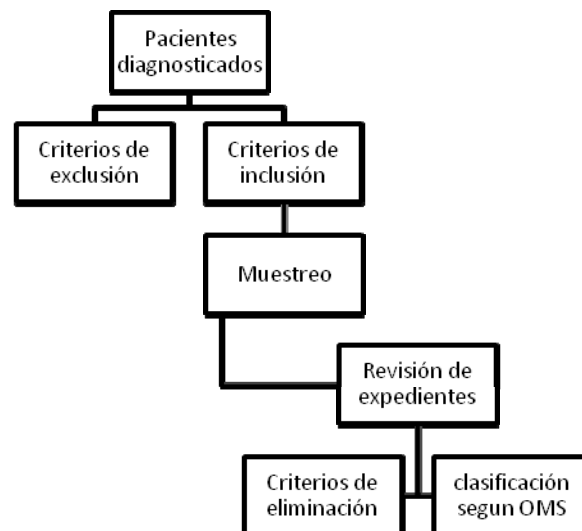 Pacientes
diagnosticados
Criterios de
exclusión
Criterios de
inclusión
Muestreo
Revisión de
expedientes
Criterios de
eliminación
clasificación
segun OMS